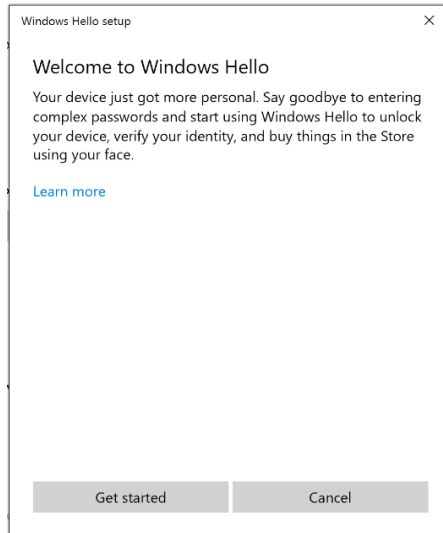 Windows Hello setup
Welcome to Windows Hello
Your device just got more personal. Say goodbye to entering
complex passwords and start using Windows Hello to unlock
your device, verify your identity, and buy things in the Store
using your face.
Learn more
Get started
Cancel